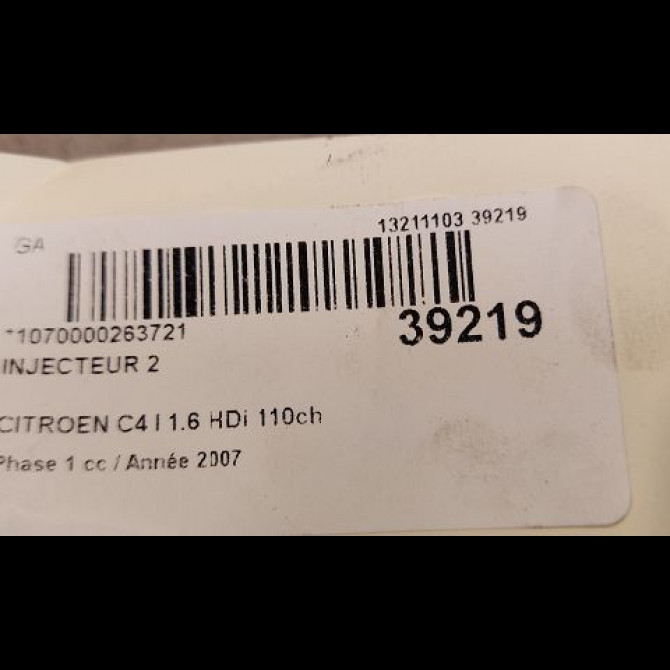 GA
13211103 39219
*1070000263721
39219
INJECTEUR 2
CITROEN C4 I 1.6 HDi 110ch
Phase 1 cc / Année 2007